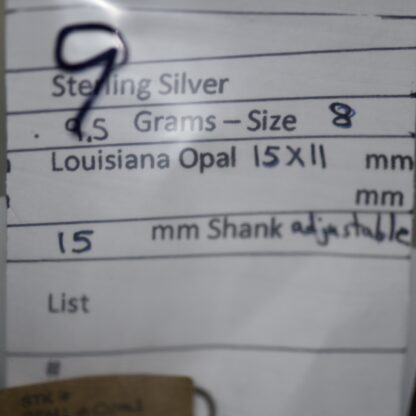 9
Sterling Silver
9.5 Grams – Size 8
Louisiana Opal 15 X 11 mm
mm
15 mm Shank adjustable
List
STK #